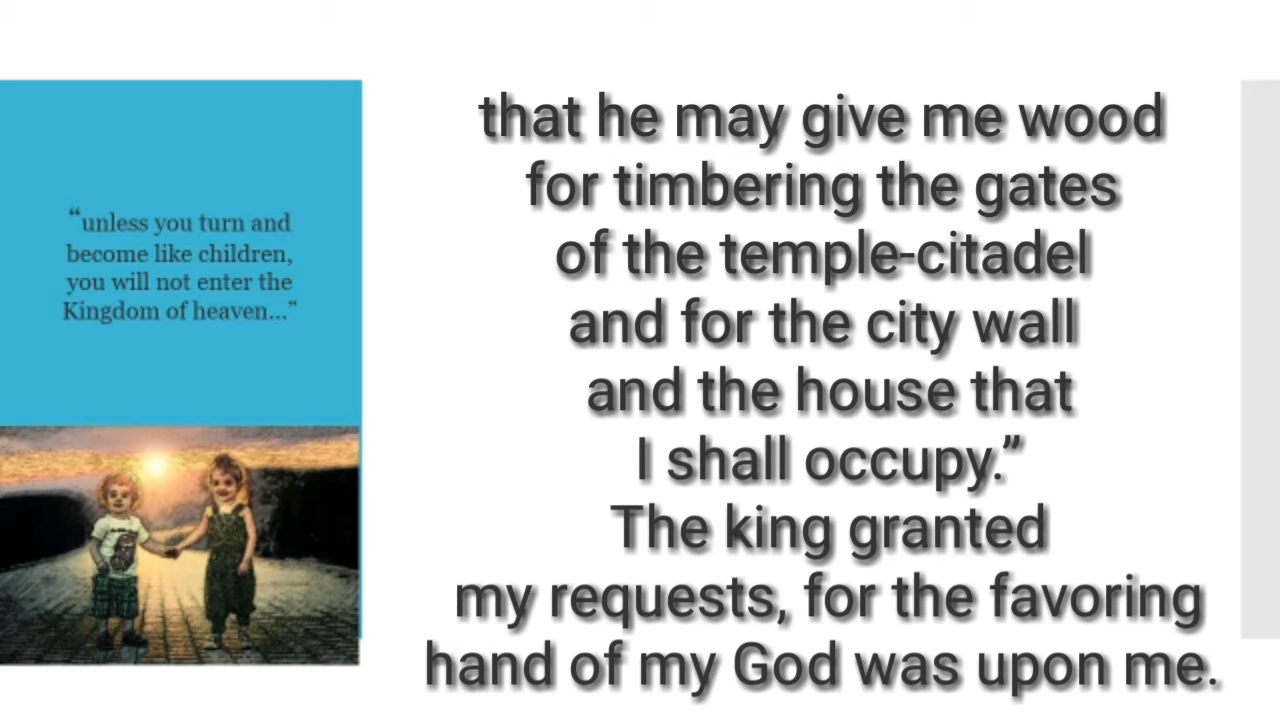 “unless you turn and
become like children,
you will not enter the
Kingdom of heaven...”
that he may give me wood
for timbering the gates
of the temple-citadel
and for the city wall
and the house that
I shall occupy.”
The king granted
my requests, for the favoring
hand of my God was upon me.